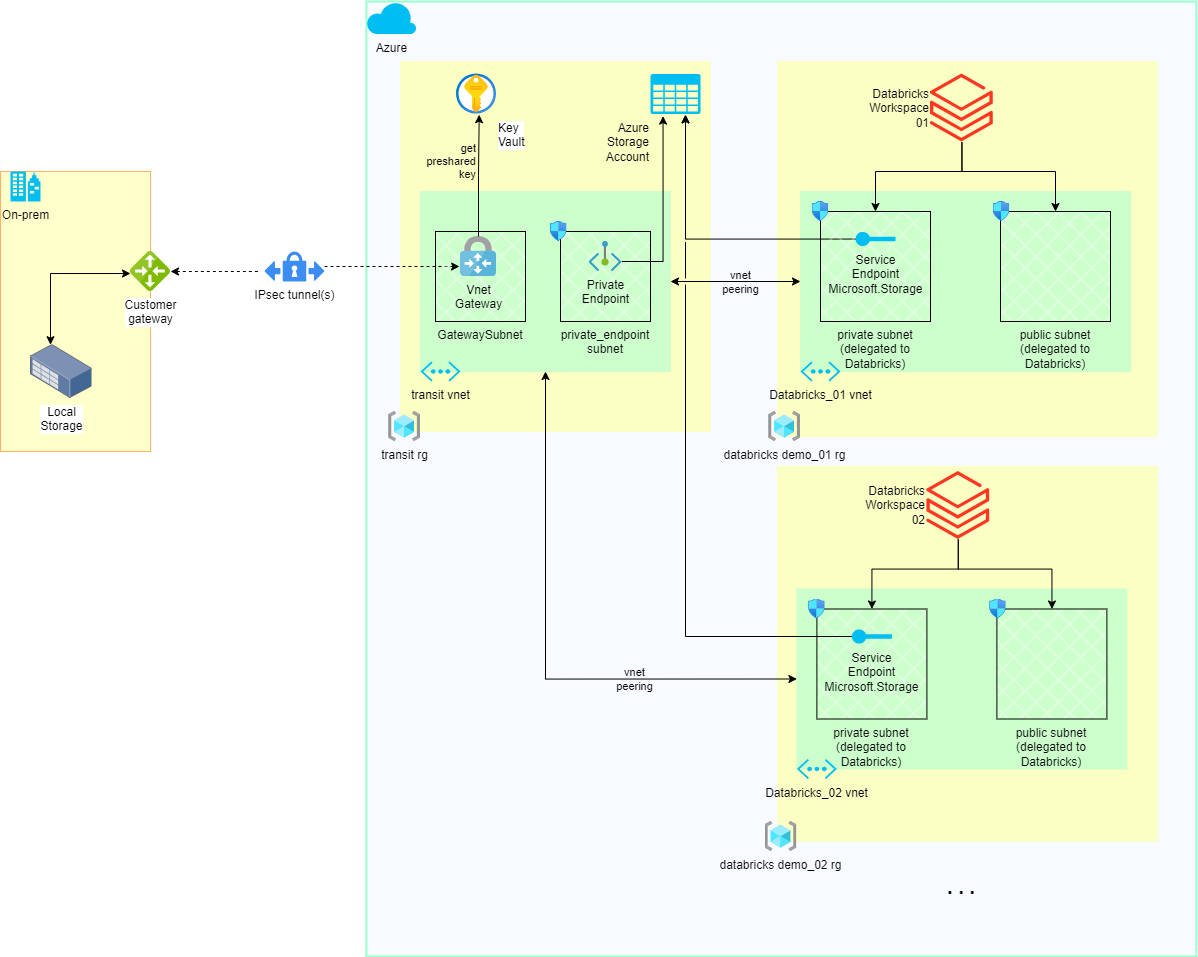 Azure
Key
Vault
get
preshared
key
Azure
Storage
Account
Databricks
Workspace
01
On-prem
Customer
gateway
IPsec tunnel(s)
Local
Storage
Vnet
Gateway
GatewaySubnet
Private
Endpoint
private_endpoint
subnet
transit vnet
transit rg
vnet
peering
Service
Endpoint
Microsoft.Storage
private subnet
(delegated to
Databricks)
public subnet
(delegated to
Databricks)
Databricks_01 vnet
databricks demo_01 rg
Databricks
Workspace
02
vnet
peering
Service
Endpoint
Microsoft.Storage
private subnet
(delegated to
Databricks)
public subnet
(delegated to
Databricks)
Databricks_02 vnet
databricks demo_02 rg
...